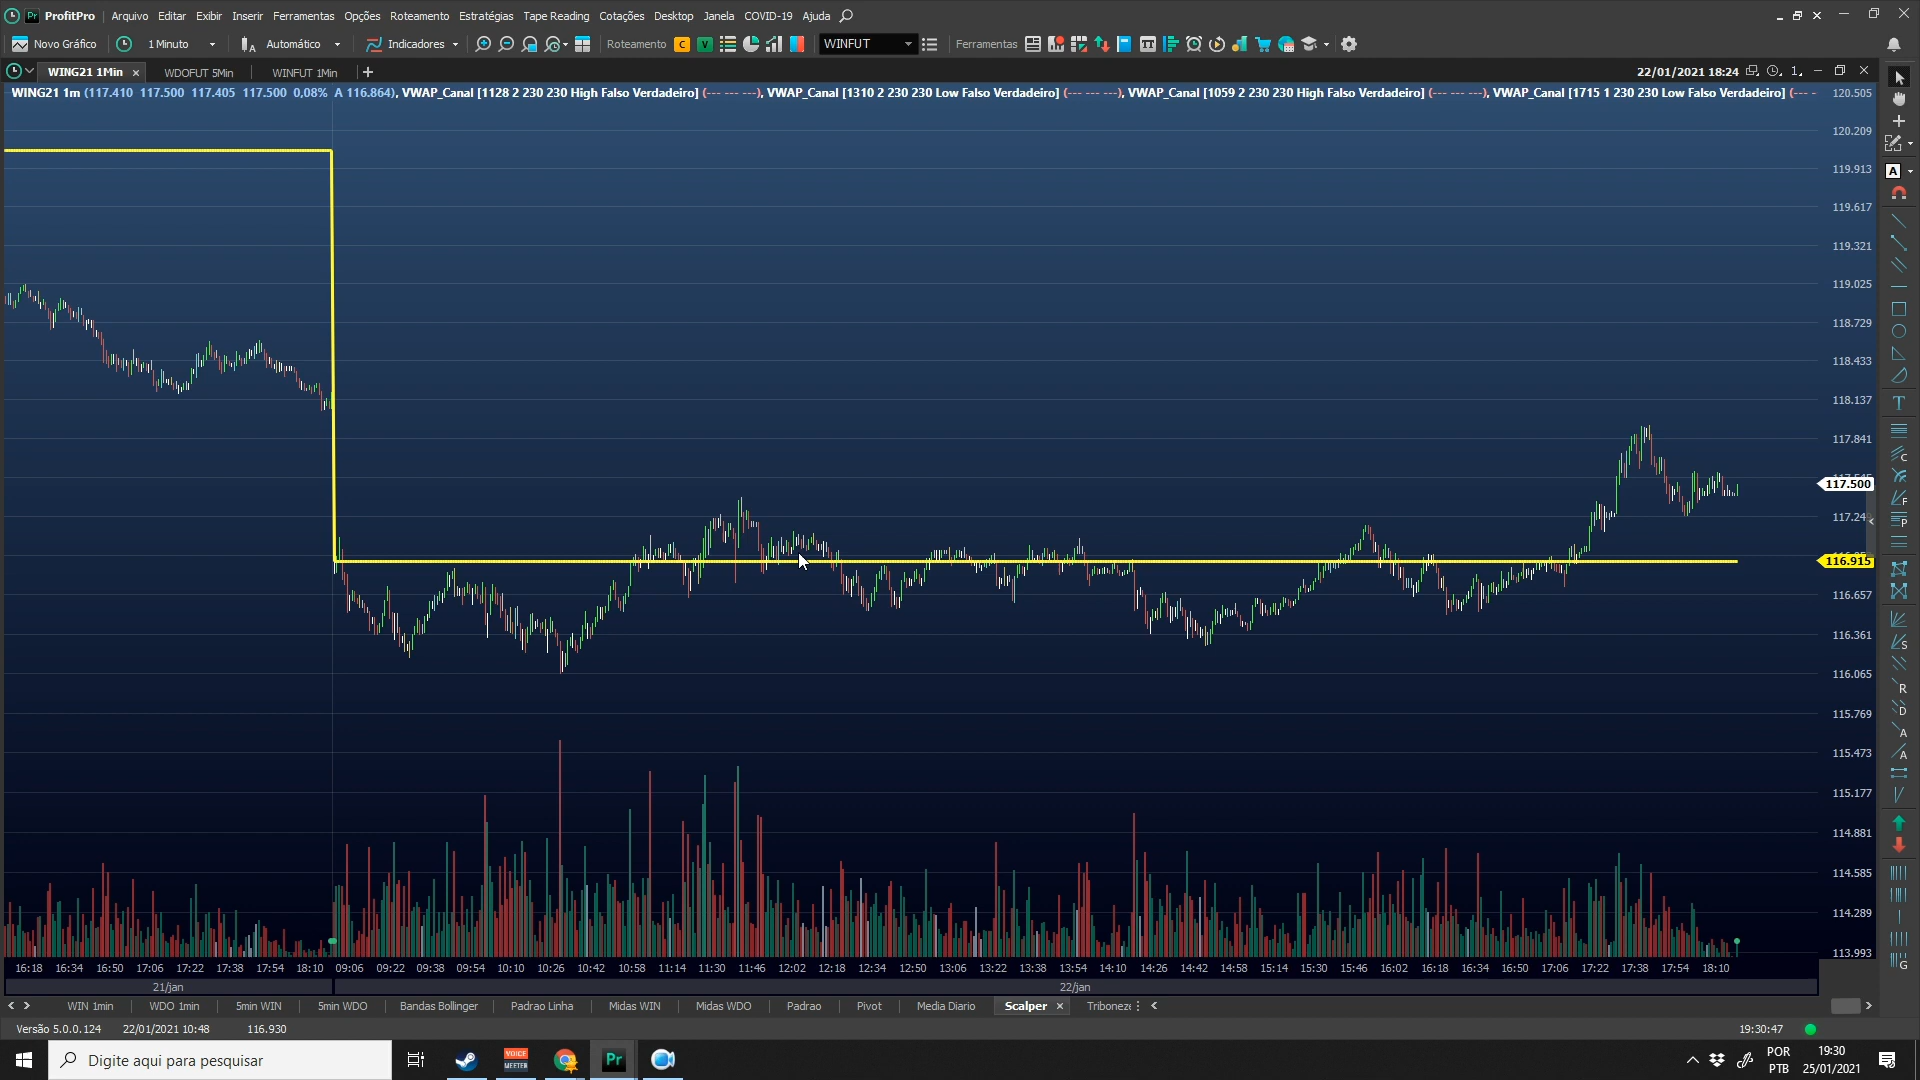 ProfitPro Arquivo Editar Exibir Inserir Ferramentas Opções Roteamento Estratégias Tape Reading Cotações Desktop Janela COVID-19 Ajuda
Novo Gráfico 1 Minuto Automático Indicadores Roteamento C V WINFUT Ferramentas
WING21 1Min WDOFUT 5Min WINFUT 1Min 22/01/2021 18:24
WING21 1m (117.410 117.500 117.405 117.500 0,08% A 116.864), VWAP_Canal [1128 2 230 230 High Falso Verdadeiro] (--- --- ---), VWAP_Canal [1310 2 230 230 Low Falso Verdadeiro] (--- --- ---), VWAP_Canal [1059 2 230 230 High Falso Verdadeiro] (--- --- ---), VWAP_Canal [1715 1 230 230 Low Falso Verdadeiro] (--- -
120.505
120.209
119.913
119.617
119.321
119.025
118.729
118.433
118.137
117.841
117.500
116.915
116.657
116.361
116.065
115.769
115.473
115.177
114.881
114.585
114.289
113.993
16:18 16:34 16:50 17:06 17:22 17:38 17:54 18:10 09:06 09:22 09:38 09:54 10:10 10:26 10:42 10:58 11:14 11:30 11:46 12:02 12:18 12:34 12:50 13:06 13:22 13:38 13:54 14:10 14:26 14:42 14:58 15:14 15:30 15:46 16:02 16:18 16:34 16:50 17:06 17:22 17:38 17:54 18:10
21/jan 22/jan
WIN 1min WDO 1min 5min WIN 5min WDO Bandas Bollinger Padrao Linha Midas WIN Midas WDO Padrao Pivot Media Diario Scalper Tribonez
Versão 5.0.0.124 22/01/2021 10:48 116.930 19:30:47
Digite aqui para pesquisar
VOICE
MEETER
Pr
POR
PTB
19:30
25/01/2021